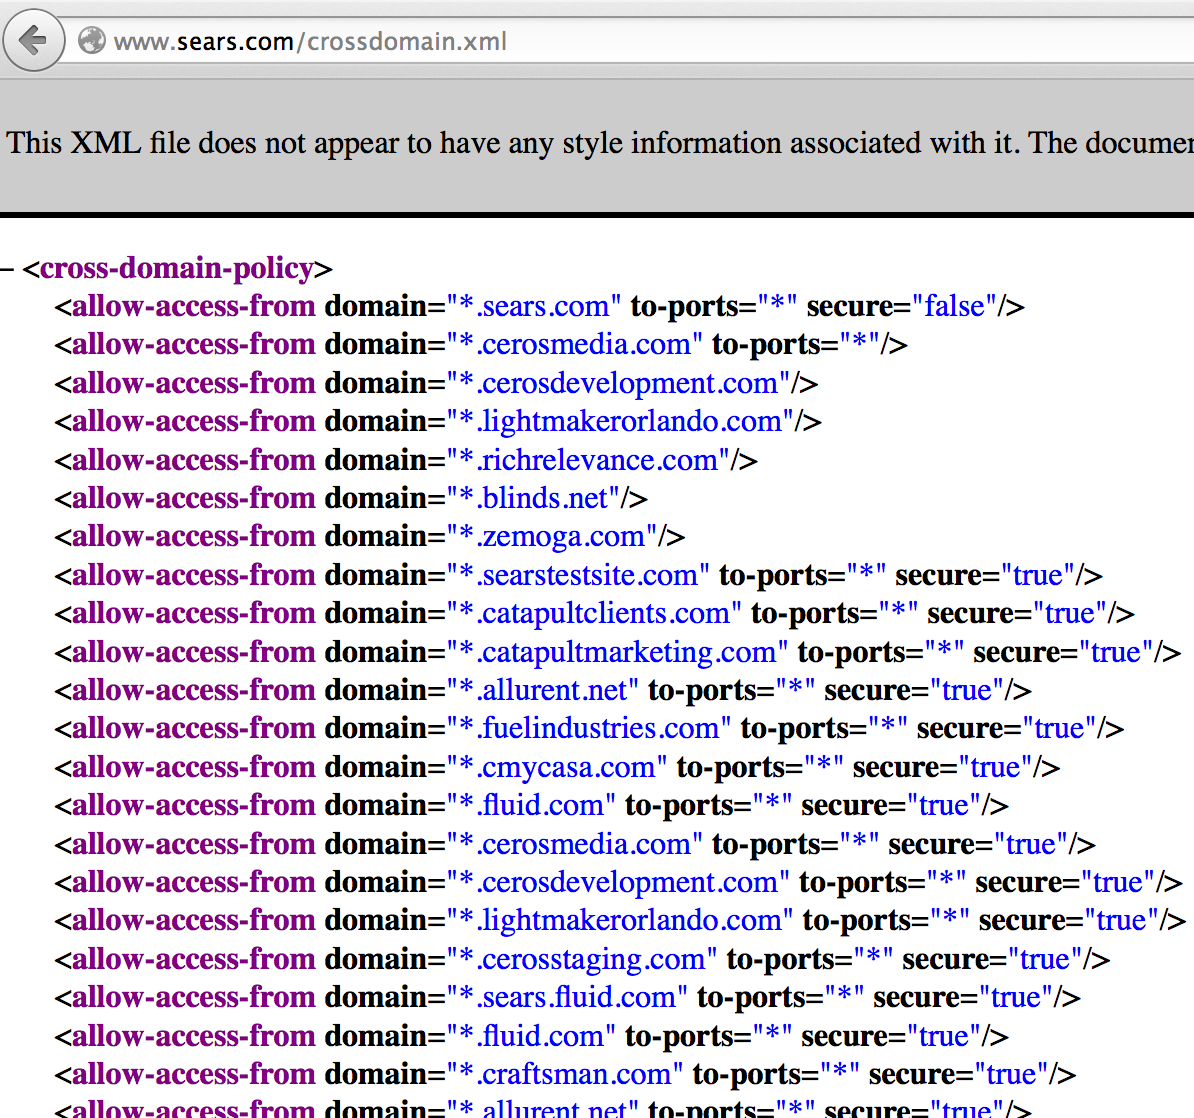 www.sears.com/crossdomain.xml
This XML file does not appear to have any style information associated with it. The
– <cross-domain-policy>
<allow-access-from domain="*.sears.com" to-ports="*" secure="false"/>
<allow-access-from domain="*.cerosmedia.com" to-ports="*"/>
<allow-access-from domain="*.cerosdevelopment.com"/>
<allow-access-from domain="*.lightmakerorlando.com"/>
<allow-access-from domain="*.richrelevance.com"/>
<allow-access-from domain="*.blinds.net"/>
<allow-access-from domain="*.zemoga.com"/>
<allow-access-from domain="*.searstestsite.com" to-ports="*" secure="true"/>
<allow-access-from domain="*.catapultclients.com" to-ports="*" secure="true"/>
<allow-access-from domain="*.catapultmarketing.com" to-ports="*" secure="true"/>
<allow-access-from domain="*.allurent.net" to-ports="*" secure="true"/>
<allow-access-from domain="*.fuelindustries.com" to-ports="*" secure="true"/>
<allow-access-from domain="*.cmycasa.com" to-ports="*" secure="true"/>
<allow-access-from domain="*.fluid.com" to-ports="*" secure="true"/>
<allow-access-from domain="*.cerosmedia.com" to-ports="*" secure="true"/>
<allow-access-from domain="*.cerosdevelopment.com" to-ports="*" secure="true"/>
<allow-access-from domain="*.lightmakerorlando.com" to-ports="*" secure="true"/>
<allow-access-from domain="*.cerosstaging.com" to-ports="*" secure="true"/>
<allow-access-from domain="*.sears.fluid.com" to-ports="*" secure="true"/>
<allow-access-from domain="*.fluid.com" to-ports="*" secure="true"/>
<allow-access-from domain="*.craftsman.com" to-ports="*" secure="true"/>
<allow-access-from domain="*.allurent.net" to-ports="*" secure="true"/>